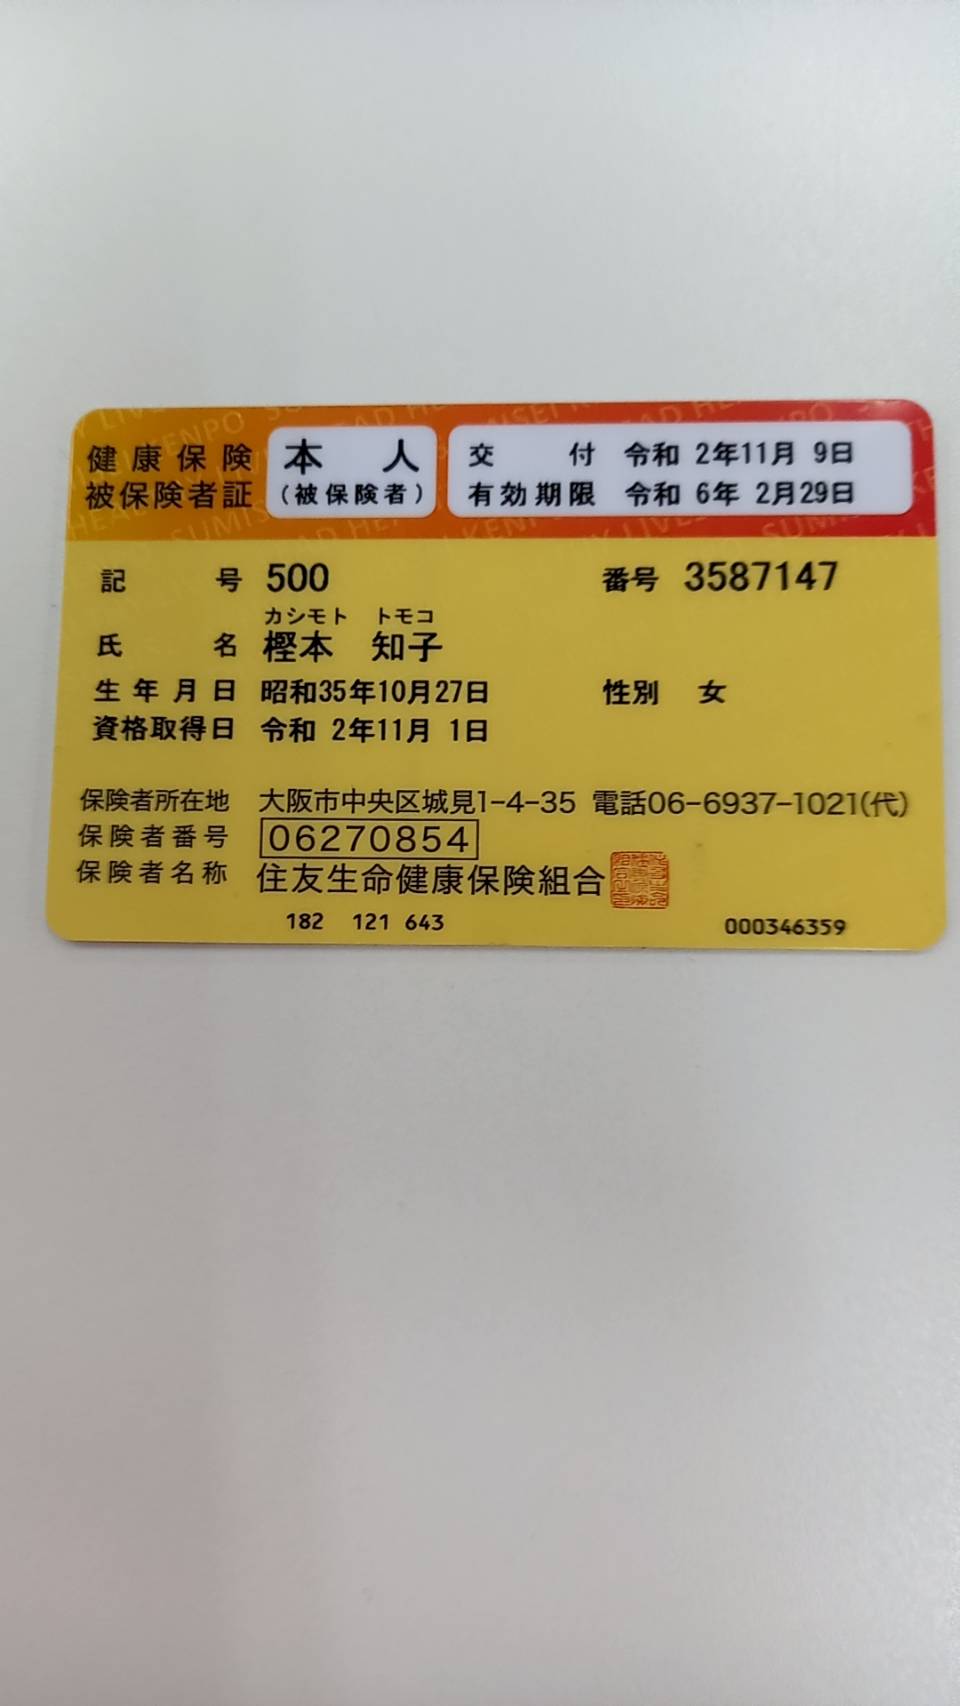 健康保険 本人 交付 令和 2年11月 9日
被保険者証 (被保険者) 有効期限 令和 6年 2月29日
記号 500 番号 3587147
カシモト トモコ
氏名 樫本 知子
生年月日 昭和35年10月27日 性別 女
資格取得日 令和 2年11月 1日
保険者所在地 大阪市中央区城見1-4-35 電話06-6937-1021(代)
保険者番号 06270854
保険者名称 住友生命健康保険組合
182 121 643 000346359